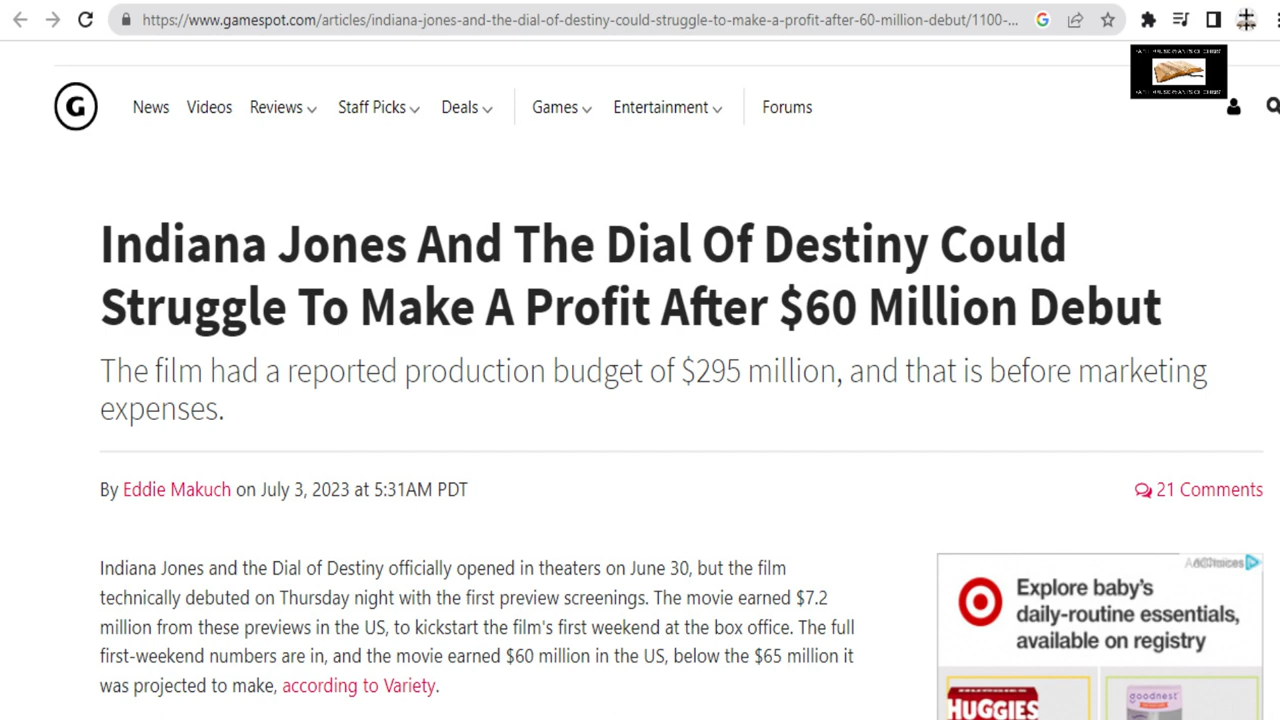 https://www.gamespot.com/articles/indiana-jones-and-the-dial-of-destiny-could-struggle-to-make-a-profit-after-60-million-debut/1100-...
G
News Videos Reviews Staff Picks Deals Games Entertainment Forums
Indiana Jones And The Dial Of Destiny Could
Struggle To Make A Profit After $60 Million Debut
The film had a reported production budget of $295 million, and that is before marketing
expenses.
By Eddie Makuch on July 3, 2023 at 5:31AM PDT
21 Comments
Indiana Jones and the Dial of Destiny officially opened in theaters on June 30, but the film
technically debuted on Thursday night with the first preview screenings. The movie earned $7.2
million from these previews in the US, to kickstart the film's first weekend at the box office. The full
first-weekend numbers are in, and the movie earned $60 million in the US, below the $65 million it
was projected to make, according to Variety.
Explore baby's
daily-routine essentials,
available on registry
HUGGIES
goodnest